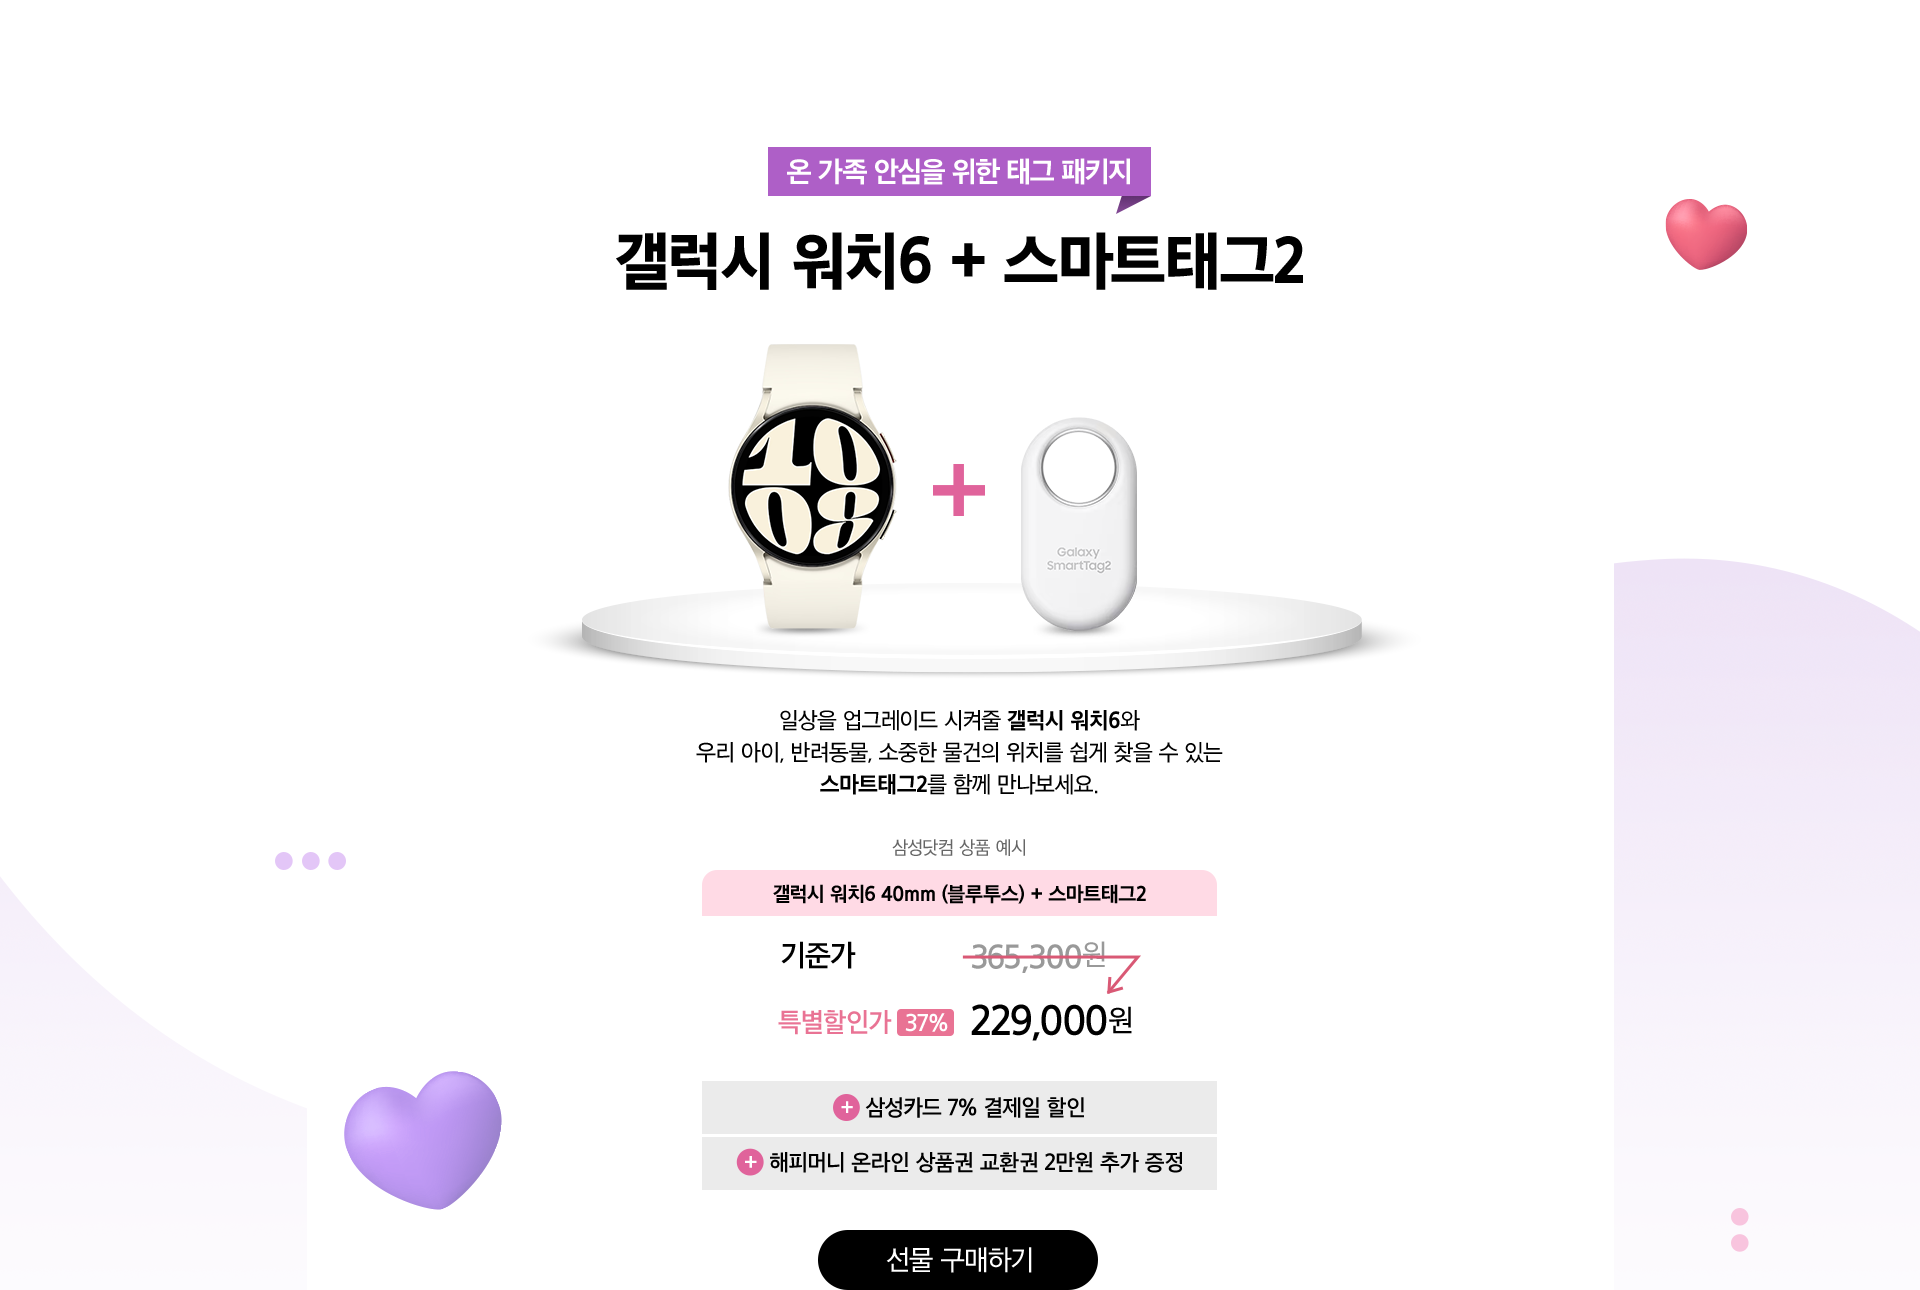 온 가족 안심을 위한 태그 패키지
갤럭시 워치6 + 스마트태그2
10
08
+
Galaxy
SmartTag2
일상을 업그레이드 시켜줄 갤럭시 워치6와
우리 아이, 반려동물, 소중한 물건의 위치를 쉽게 찾을 수 있는
스마트태그2를 함께 만나보세요.
삼성닷컴 상품 예시
갤럭시 워치6 40mm (블루투스) + 스마트태그2
기준가 365,300원
특별할인가 37% 229,000원
+ 삼성카드 7% 결제일 할인
+ 해피머니 온라인 상품권 교환권 2만원 추가 증정
선물 구매하기